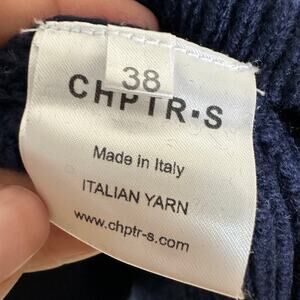 38
CHPTR·S
Made in Italy
ITALIAN YARN
www.chptr-s.com